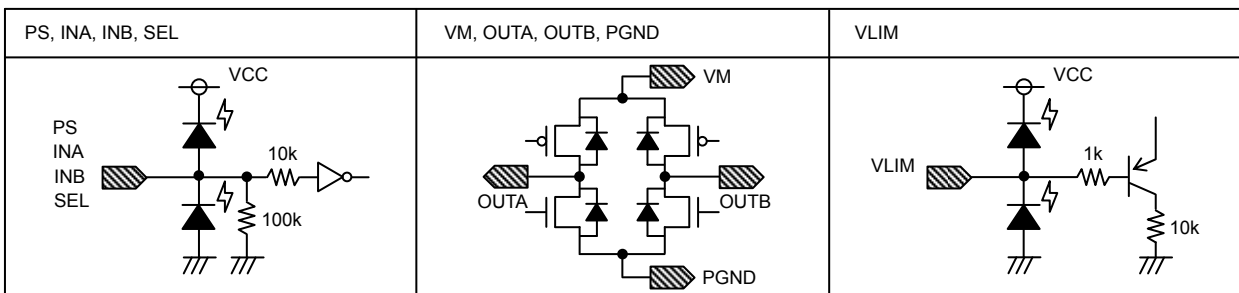 PS, INA, INB, SEL
VM, OUTA, OUTB, PGND
VLIM
VCC
PS
INA
INB
SEL
10k
100k
VM
OUTA
OUTB
PGND
VCC
VLIM
1k
10k